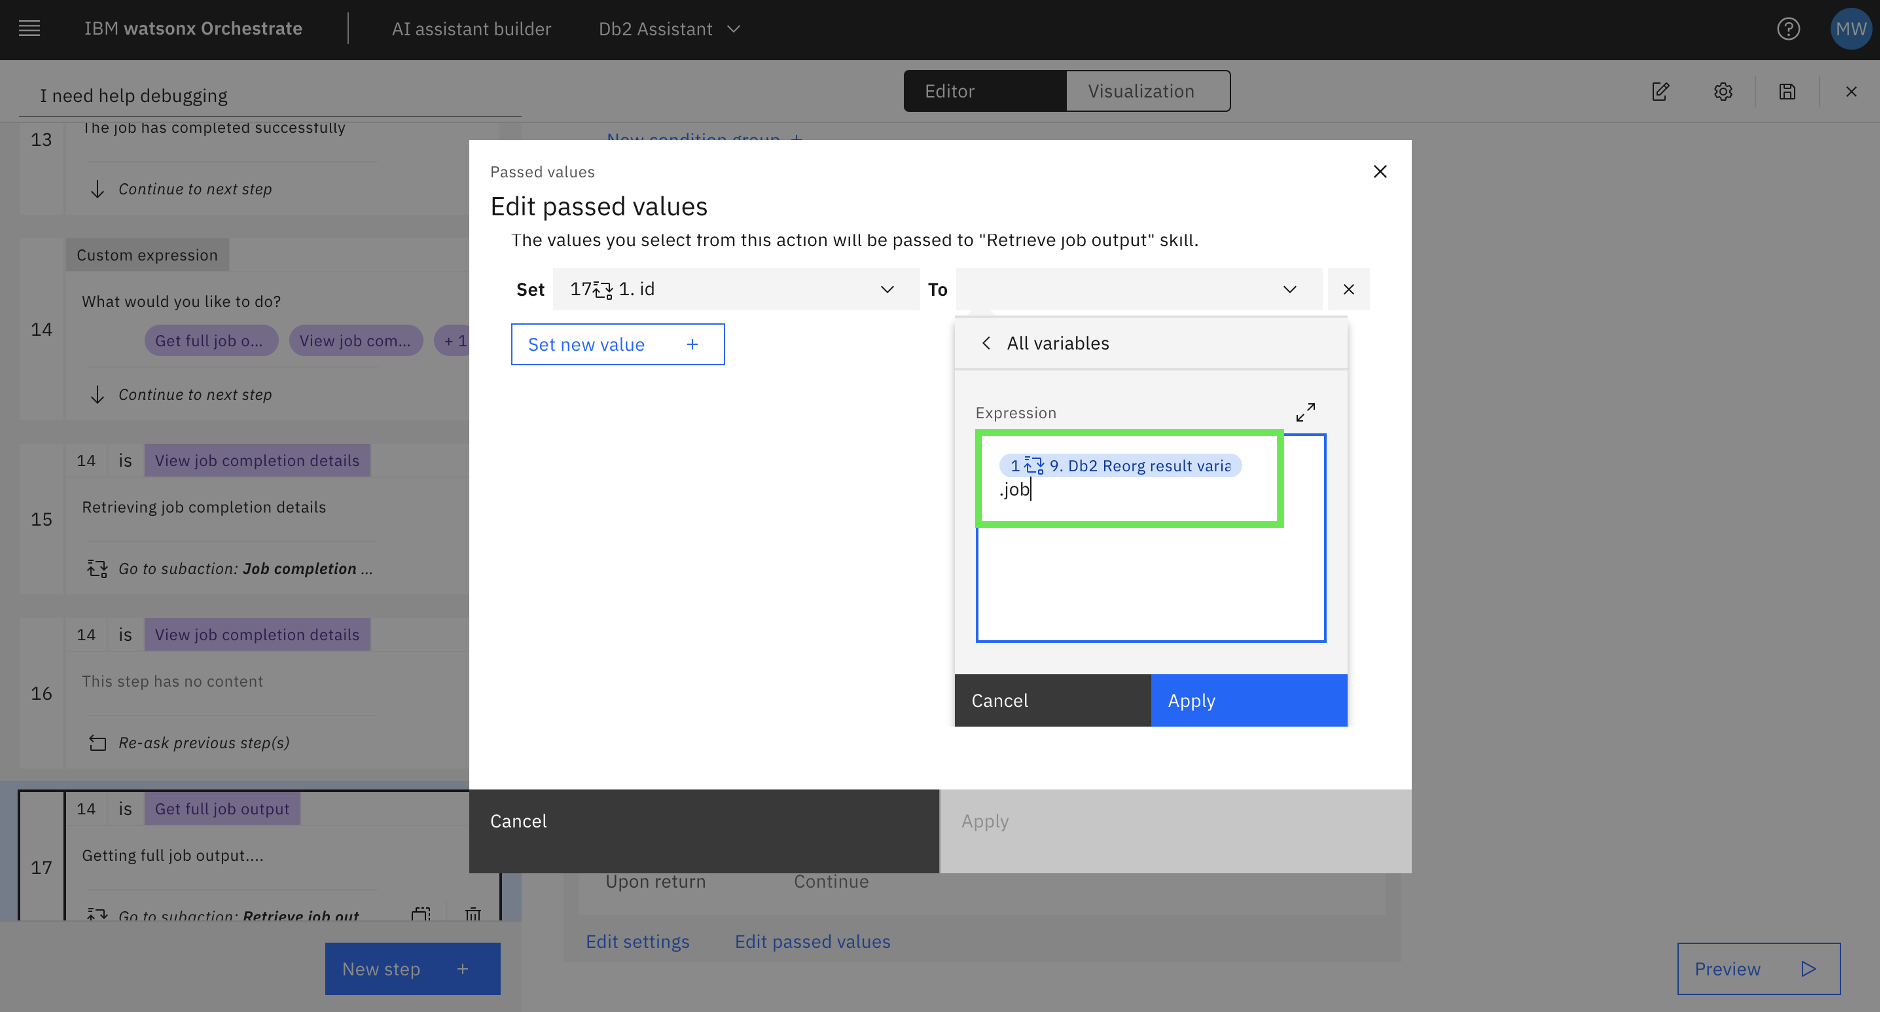 IBM watsonx Orchestrate
AI assistant builder
Db2 Assistant
MW
I need help debugging
Editor
Visualization
13
The job has completed successfully
Continue to next step
New condition group +
Custom expression
14
What would you like to do?
Get full job o...
View job com...
+ 1
Continue to next step
14 is View job completion details
15
Retrieving job completion details
Go to subaction: Job completion ...
14 is View job completion details
16
This step has no content
Re-ask previous step(s)
14 is Get full job output
17
Getting full job output....
Go to subaction: Retrieve job out
New step +
Passed values
Edit passed values
The values you select from this action will be passed to "Retrieve job output" skill.
Set
17 1. id
To
Set new value +
All variables
Expression
1 9. Db2 Reorg result varia
.job
Cancel
Apply
Cancel
Apply
Upon return
Continue
Edit settings
Edit passed values
Preview